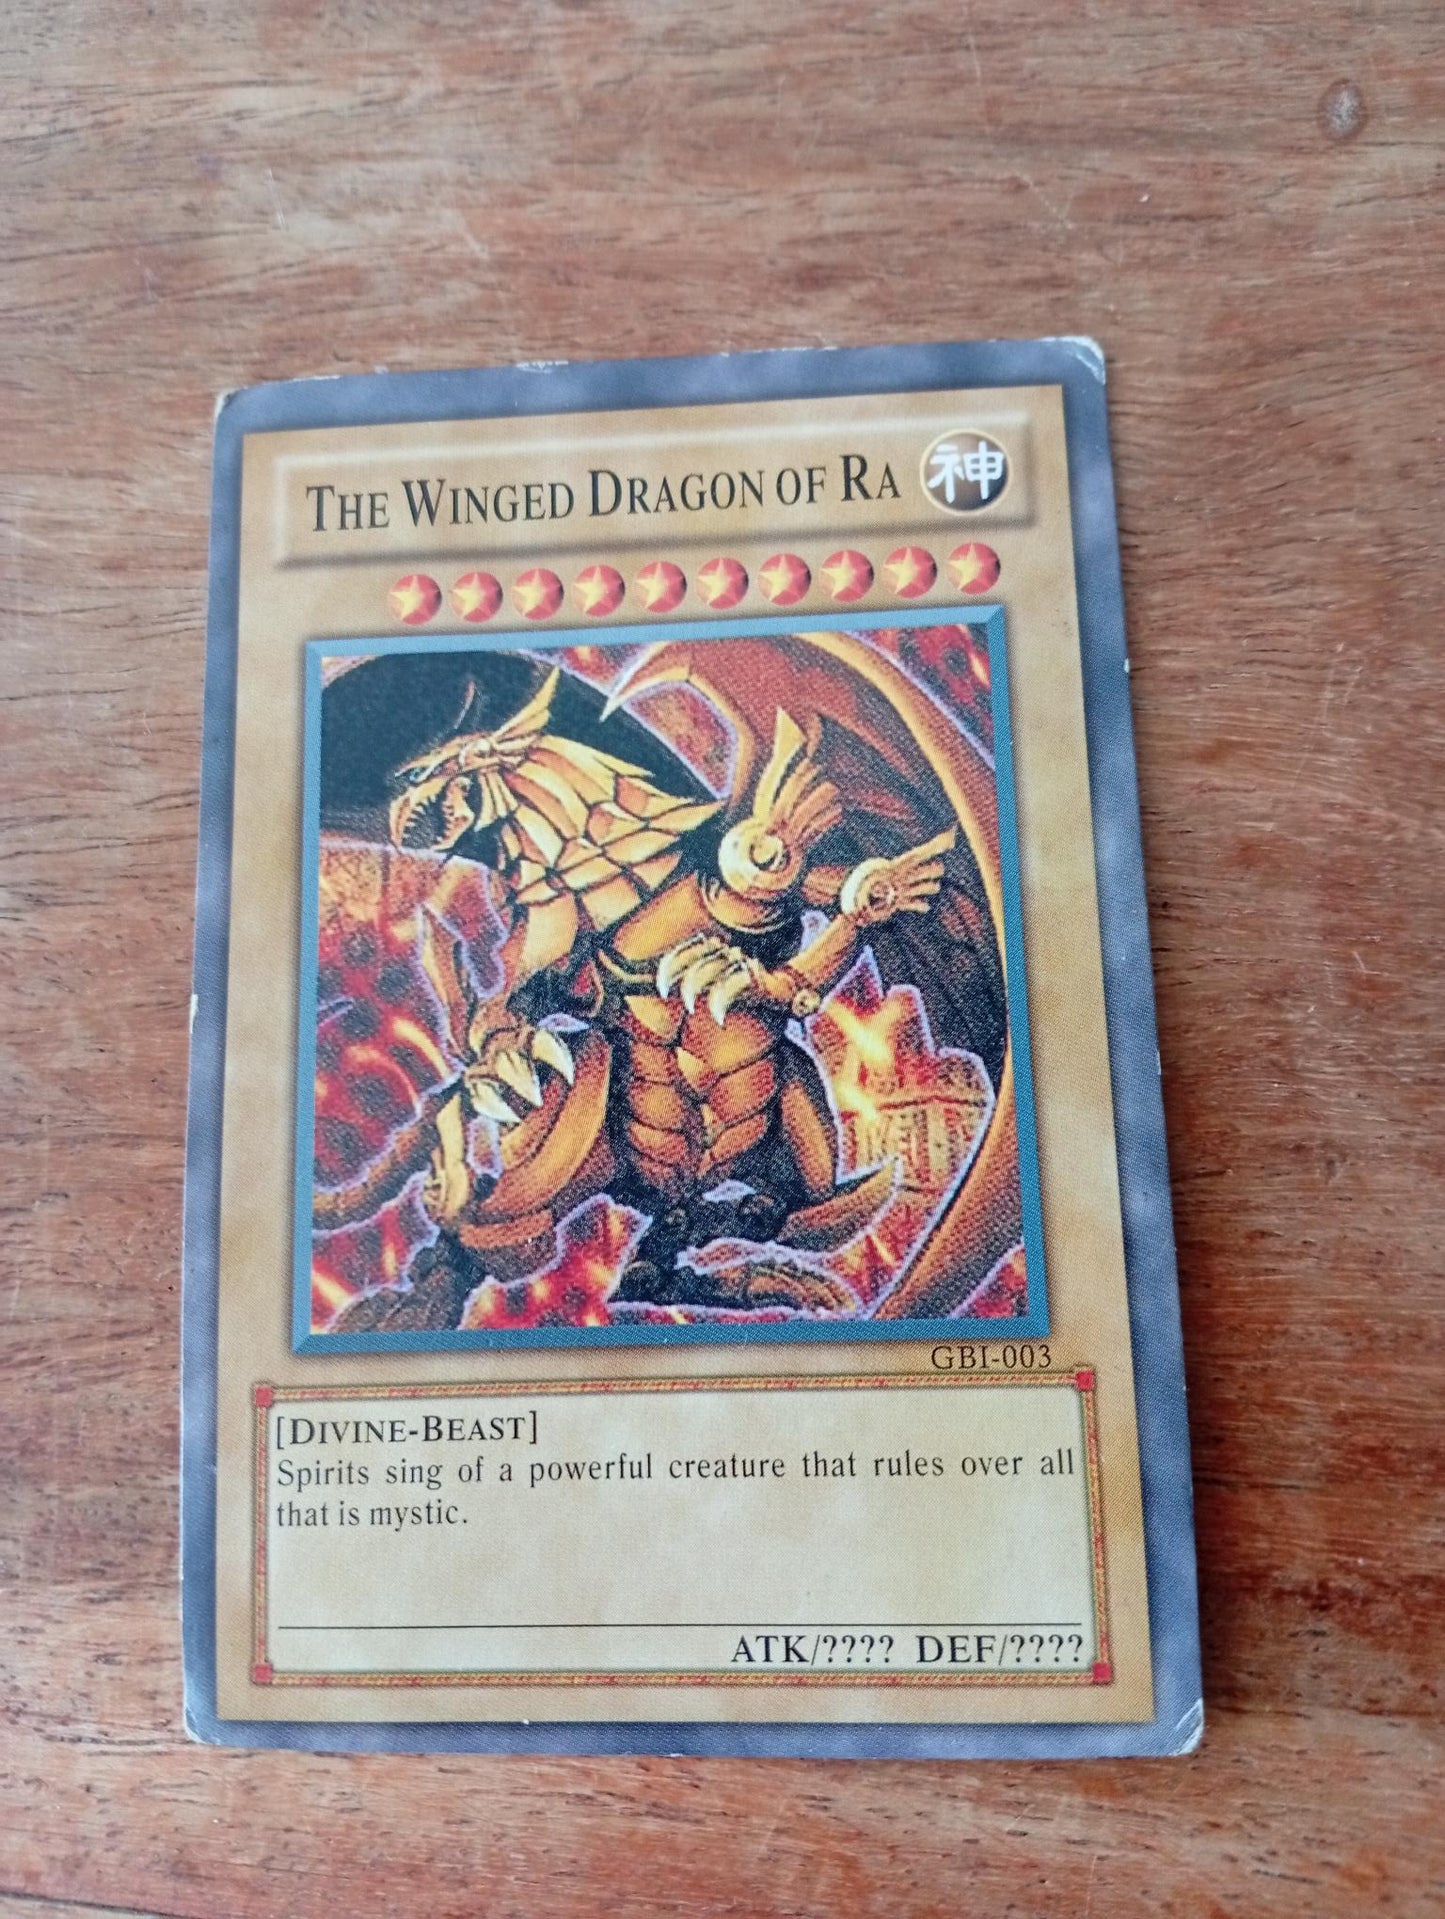 THE WINGED DRAGON OF RA 神
GBI-003
[DIVINE-BEAST]
Spirits sing of a powerful creature that rules over all
that is mystic.
ATK/???? DEF/????